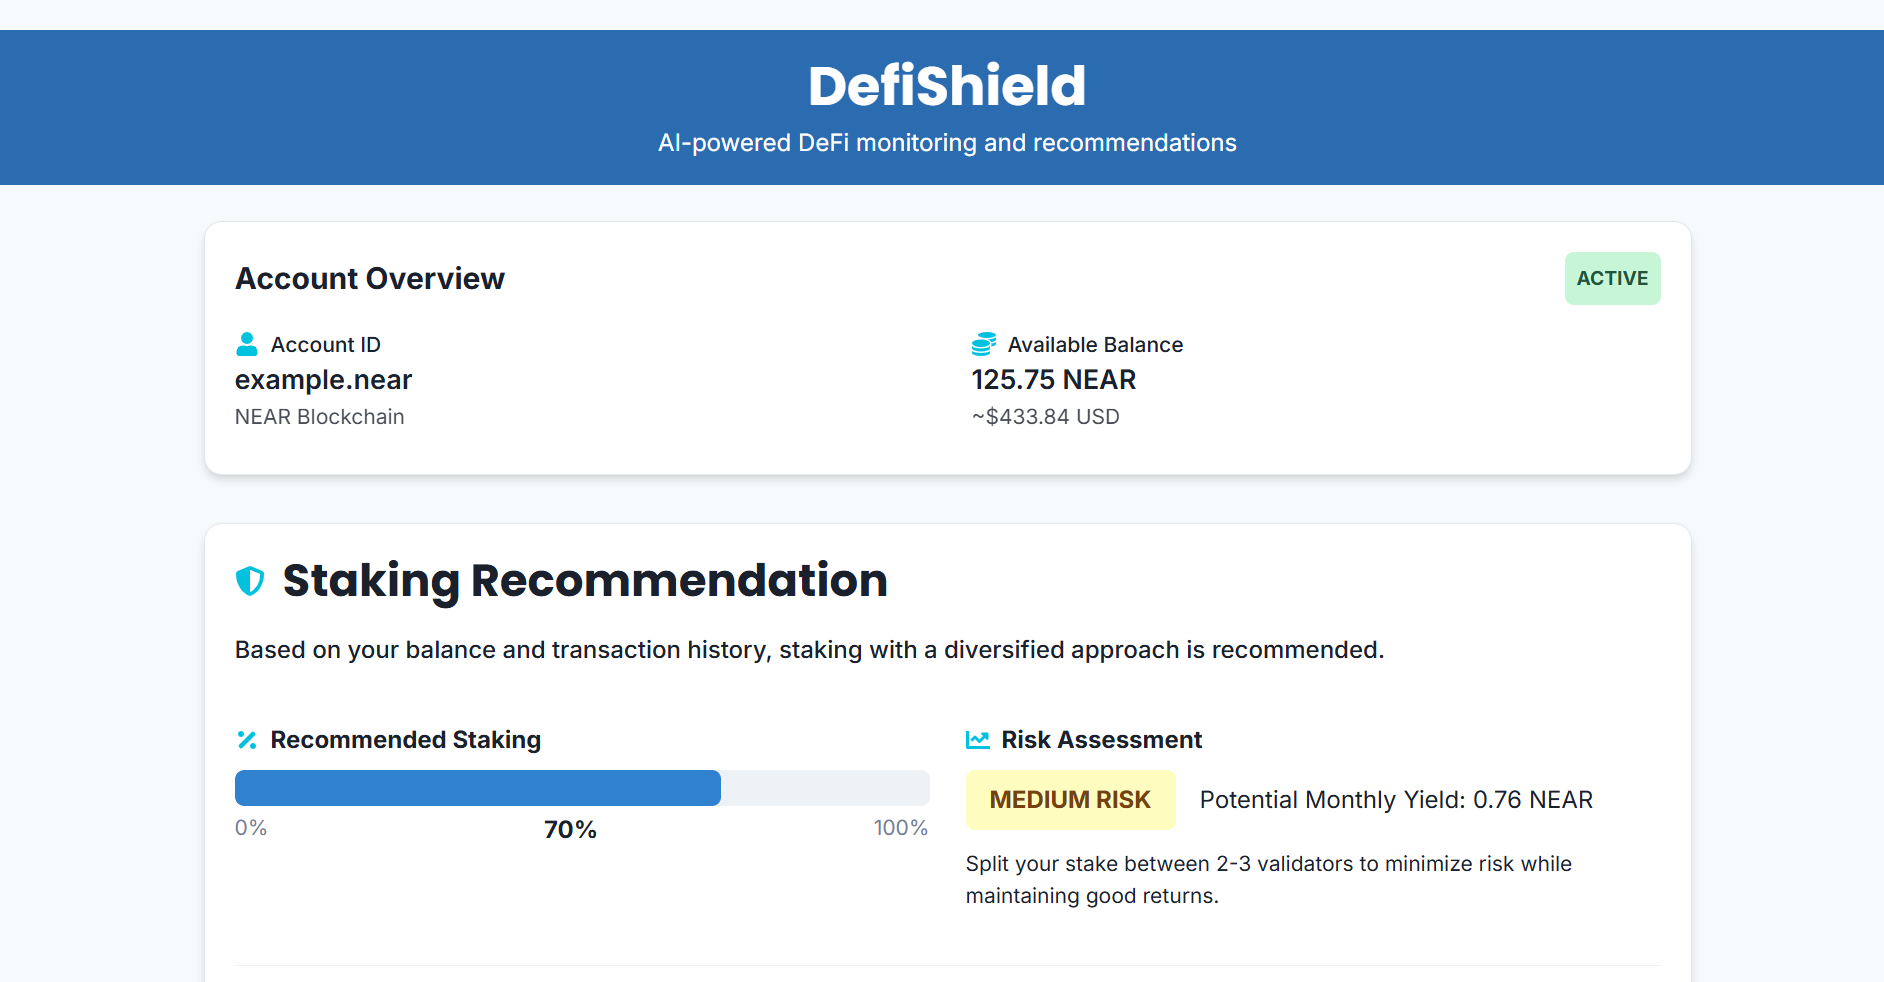 DefiShield
AI-powered DeFi monitoring and recommendations
Account Overview
ACTIVE
Account ID
example.near
NEAR Blockchain
Available Balance
125.75 NEAR
~$433.84 USD
Staking Recommendation
Based on your balance and transaction history, staking with a diversified approach is recommended.
Recommended Staking
0%
70%
100%
Risk Assessment
MEDIUM RISK
Potential Monthly Yield: 0.76 NEAR
Split your stake between 2-3 validators to minimize risk while
maintaining good returns.